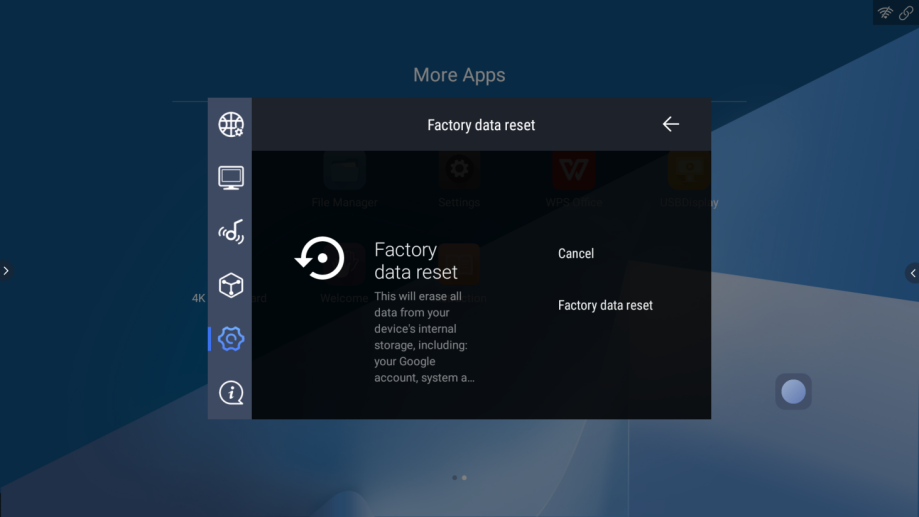 More Apps
Factory data reset
File Manager
Settings
WPS Office
Factory
data reset
This will erase all
data from your
device's internal
storage, including:
your Google
account, system a...
Cancel
Factory data reset
4K
Welcome